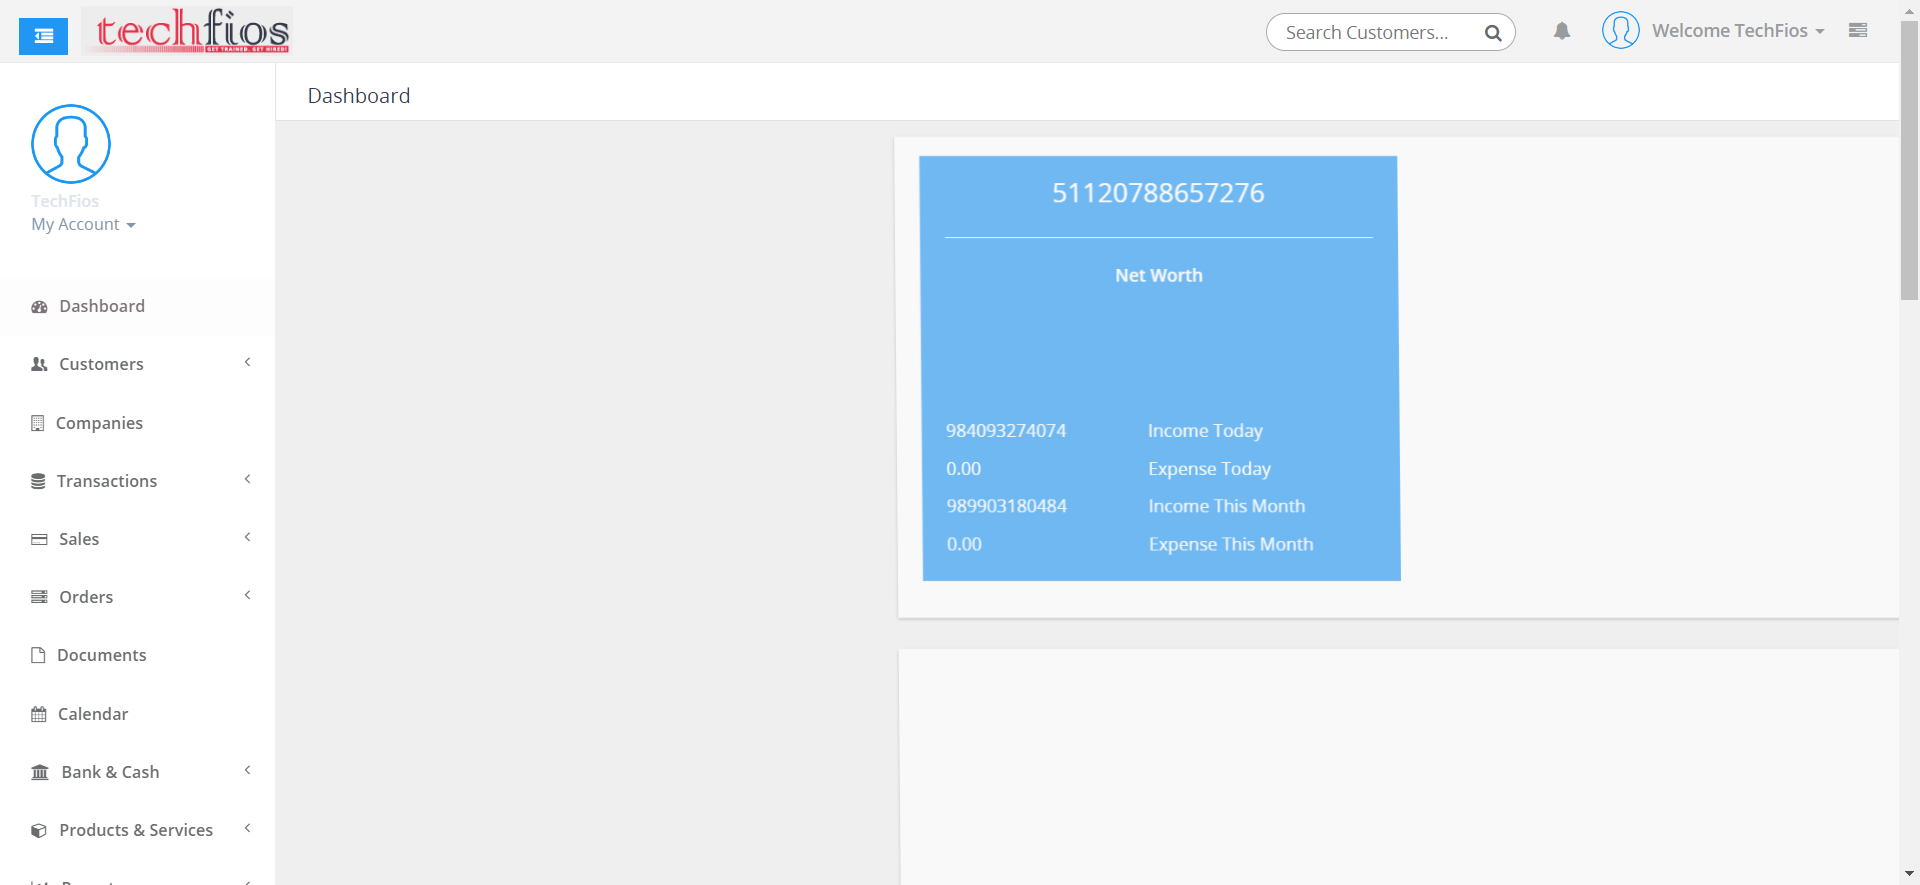 techfios
GET TRAINED. GET HIRED!
Search Customers...
Welcome TechFios
Dashboard
TechFios
My Account
Dashboard
Customers
Companies
Transactions
Sales
Orders
Documents
Calendar
Bank & Cash
Products & Services
51120788657276
Net Worth
984093274074 Income Today
0.00 Expense Today
989903180484 Income This Month
0.00 Expense This Month